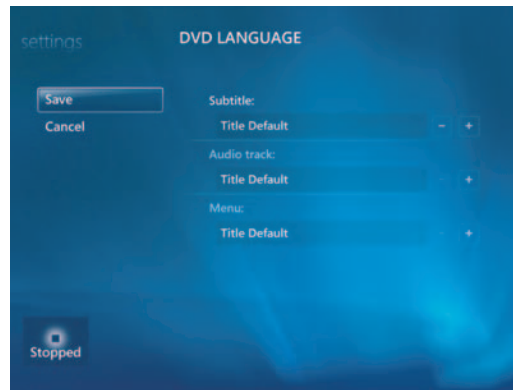 settings
DVD LANGUAGE
Save
Cancel
Subtitle:
Title Default - +
Audio track:
Title Default - +
Menu:
Title Default - +
Stopped